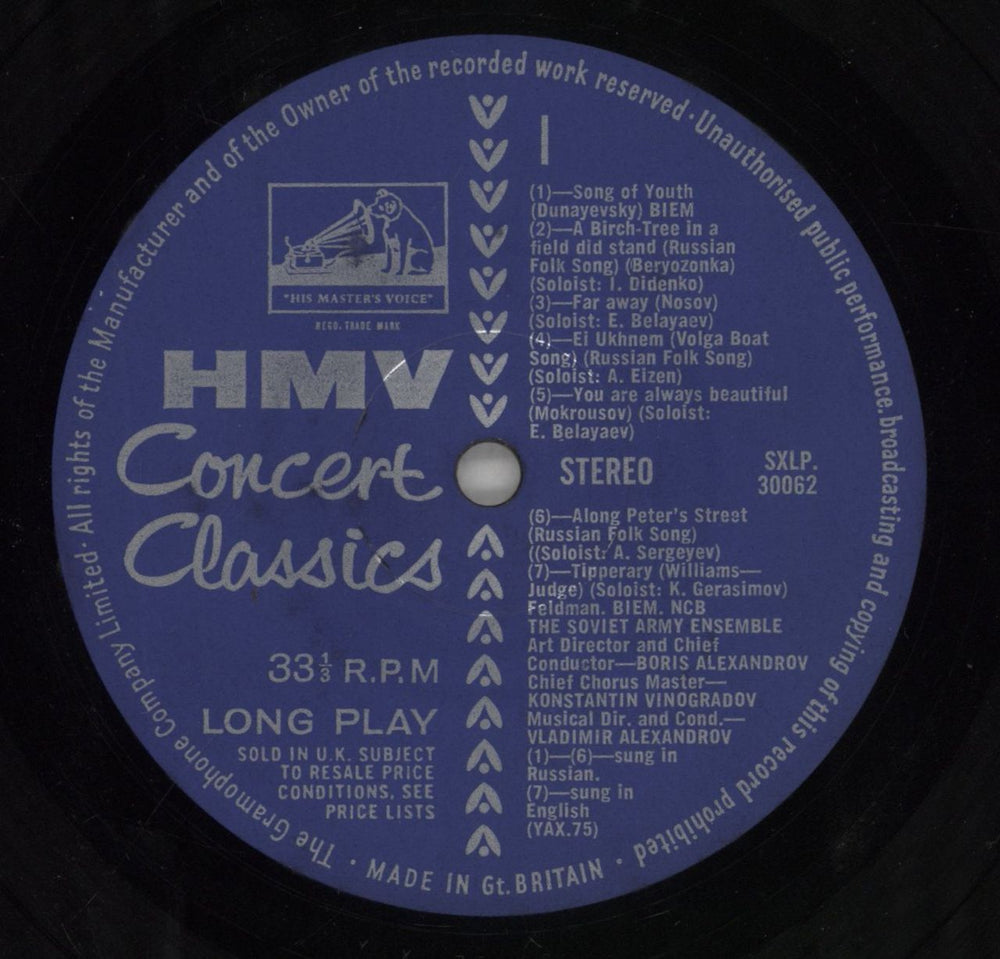 The Gramophone Company Limited · All rights of the Manufacturer and of the Owner of the recorded work reserved · Unauthorised public performance, broadcasting and copying of this record prohibited ·
"HIS MASTER'S VOICE"
REGD. TRADE MARK
HMV
Concert
Classics
33⅓ R.P.M
LONG PLAY
SOLD IN U.K. SUBJECT
TO RESALE PRICE
CONDITIONS, SEE
PRICE LISTS
1
(1)—Song of Youth
(Dunayevsky) BIEM
(2)—A Birch-Tree in a
field did stand (Russian
Folk Song) (Beryozonka)
(Soloist: I. Didenko)
(3)—Far away (Nosov)
(Soloist: E. Belayaev)
(4)—Ei Ukhnem (Volga Boat
Song) (Russian Folk Song)
(Soloist: A. Eizen)
(5)—You are always beautiful
(Mokrousov) (Soloist:
E. Belayaev)
STEREO
SXLP.
30062
(6)—Along Peter's Street
(Russian Folk Song)
((Soloist: A. Sergeyev)
(7)—Tipperary (Williams—
Judge) (Soloist: K. Gerasimov)
Feldman. BIEM. NCB
THE SOVIET ARMY ENSEMBLE
Art Director and Chief
Conductor—BORIS ALEXANDROV
Chief Chorus Master—
KONSTANTIN VINOGRADOV
Musical Dir. and Cond.—
VLADIMIR ALEXANDROV
(1)—(6)—sung in
Russian.
(7)—sung in
English
(YAX.75)
MADE IN Gt. BRITAIN